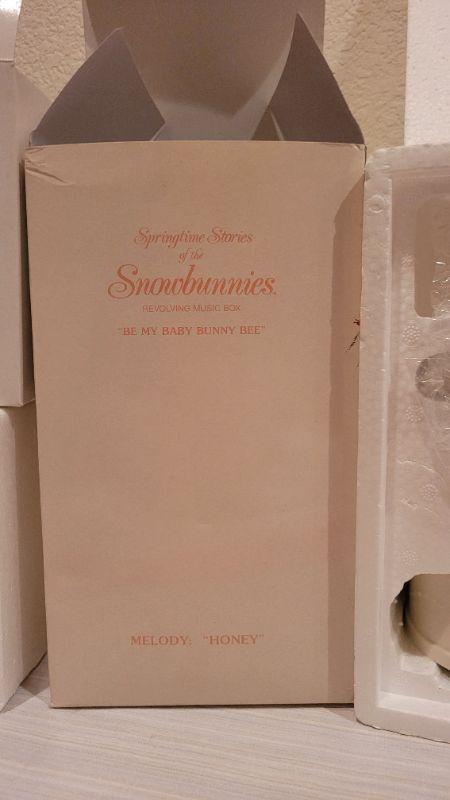 Springtime Stories
of the
Snowbunnies.
REVOLVING MUSIC BOX
"BE MY BABY BUNNY BEE"
MELODY: "HONEY"